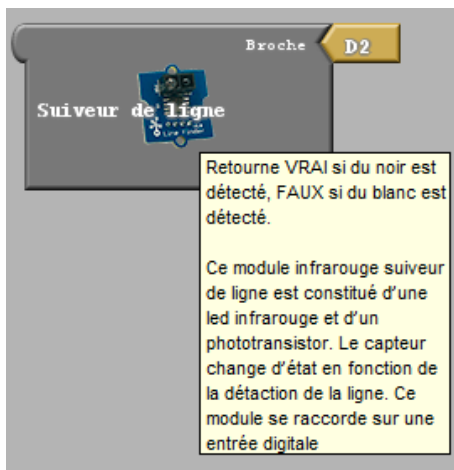 Broche
D2
Suiveur de ligne
Line Finder
Retourne VRAI si du noir est
détecté, FAUX si du blanc est
détecté.
Ce module infrarouge suiveur
de ligne est constitué d'une
led infrarouge et d'un
phototransistor. Le capteur
change d'état en fonction de
la détaction de la ligne. Ce
module se raccorde sur une
entrée digitale